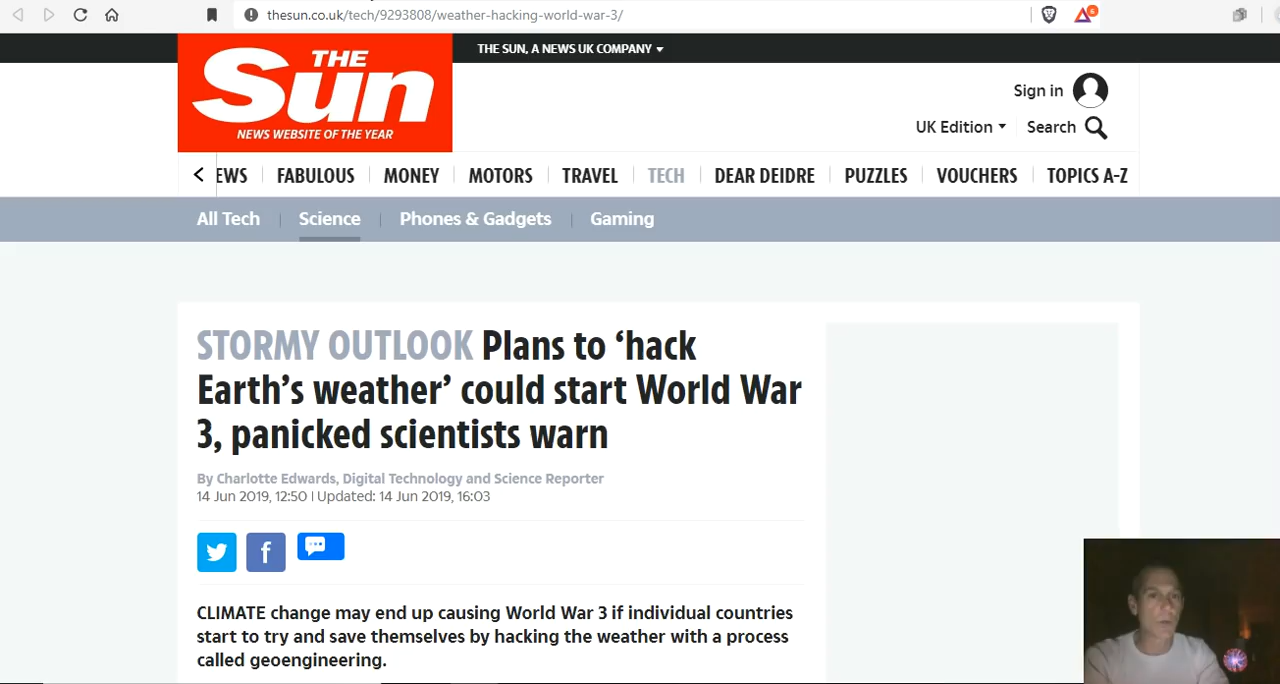 thesun.co.uk/tech/9293808/weather-hacking-world-war-3/
6
THE SUN, A NEWS UK COMPANY
THE
Sun
NEWS WEBSITE OF THE YEAR
Sign in
UK Edition
Search
EWS FABULOUS MONEY MOTORS TRAVEL TECH DEAR DEIDRE PUZZLES VOUCHERS TOPICS A-Z
All Tech Science Phones & Gadgets Gaming
STORMY OUTLOOK Plans to ‘hack
Earth’s weather’ could start World War
3, panicked scientists warn
By Charlotte Edwards, Digital Technology and Science Reporter
14 Jun 2019, 12:50 | Updated: 14 Jun 2019, 16:03
CLIMATE change may end up causing World War 3 if individual countries
start to try and save themselves by hacking the weather with a process
called geoengineering.